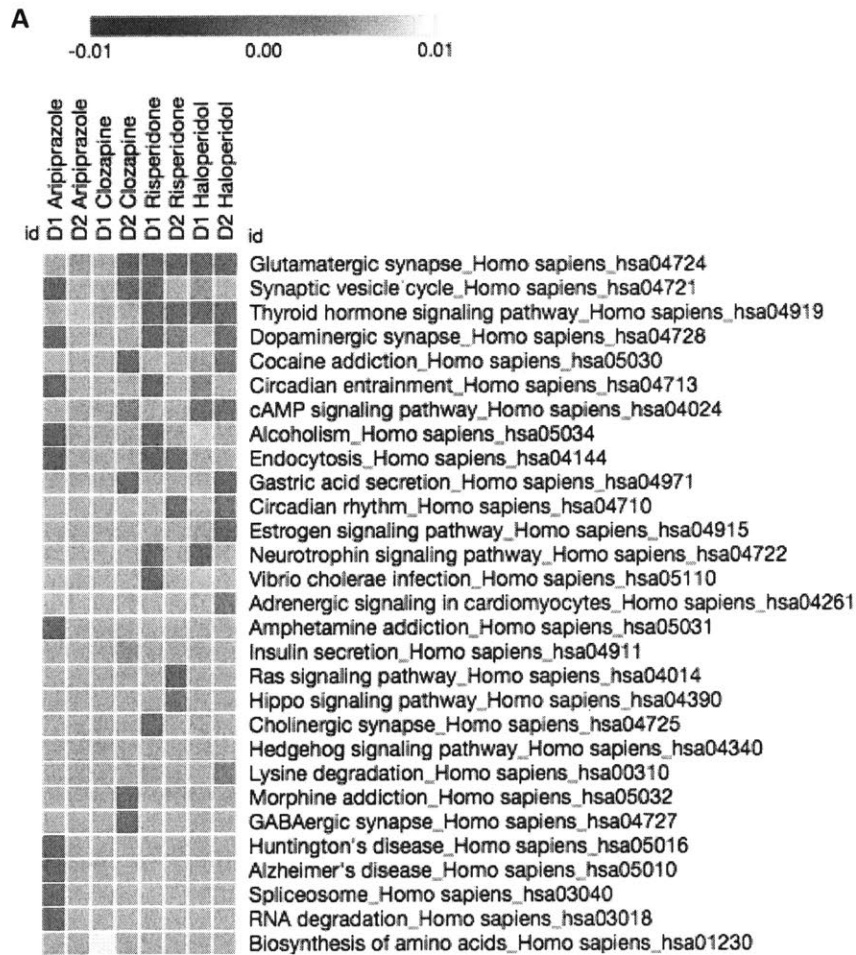 A
-0.01 0.00 0.01
id D1 Aripiprazole D2 Aripiprazole D1 Clozapine D2 Clozapine D1 Risperidone D2 Risperidone D1 Haloperidol D2 Haloperidol id
Glutamatergic synapse_Homo sapiens_hsa04724
Synaptic vesicle cycle_Homo sapiens_hsa04721
Thyroid hormone signaling pathway_Homo sapiens_hsa04919
Dopaminergic synapse_Homo sapiens_hsa04728
Cocaine addiction_Homo sapiens_hsa05030
Circadian entrainment_Homo sapiens_hsa04713
cAMP signaling pathway_Homo sapiens_hsa04024
Alcoholism_Homo sapiens_hsa05034
Endocytosis_Homo sapiens_hsa04144
Gastric acid secretion_Homo sapiens_hsa04971
Circadian rhythm_Homo sapiens_hsa04710
Estrogen signaling pathway_Homo sapiens_hsa04915
Neurotrophin signaling pathway_Homo sapiens_hsa04722
Vibrio cholerae infection_Homo sapiens_hsa05110
Adrenergic signaling in cardiomyocytes_Homo sapiens_hsa04261
Amphetamine addiction_Homo sapiens_hsa05031
Insulin secretion_Homo sapiens_hsa04911
Ras signaling pathway_Homo sapiens_hsa04014
Hippo signaling pathway_Homo sapiens_hsa04390
Cholinergic synapse_Homo sapiens_hsa04725
Hedgehog signaling pathway_Homo sapiens_hsa04340
Lysine degradation_Homo sapiens_hsa00310
Morphine addiction_Homo sapiens_hsa05032
GABAergic synapse_Homo sapiens_hsa04727
Huntington's disease_Homo sapiens_hsa05016
Alzheimer's disease_Homo sapiens_hsa05010
Spliceosome_Homo sapiens_hsa03040
RNA degradation_Homo sapiens_hsa03018
Biosynthesis of amino acids_Homo sapiens_hsa01230